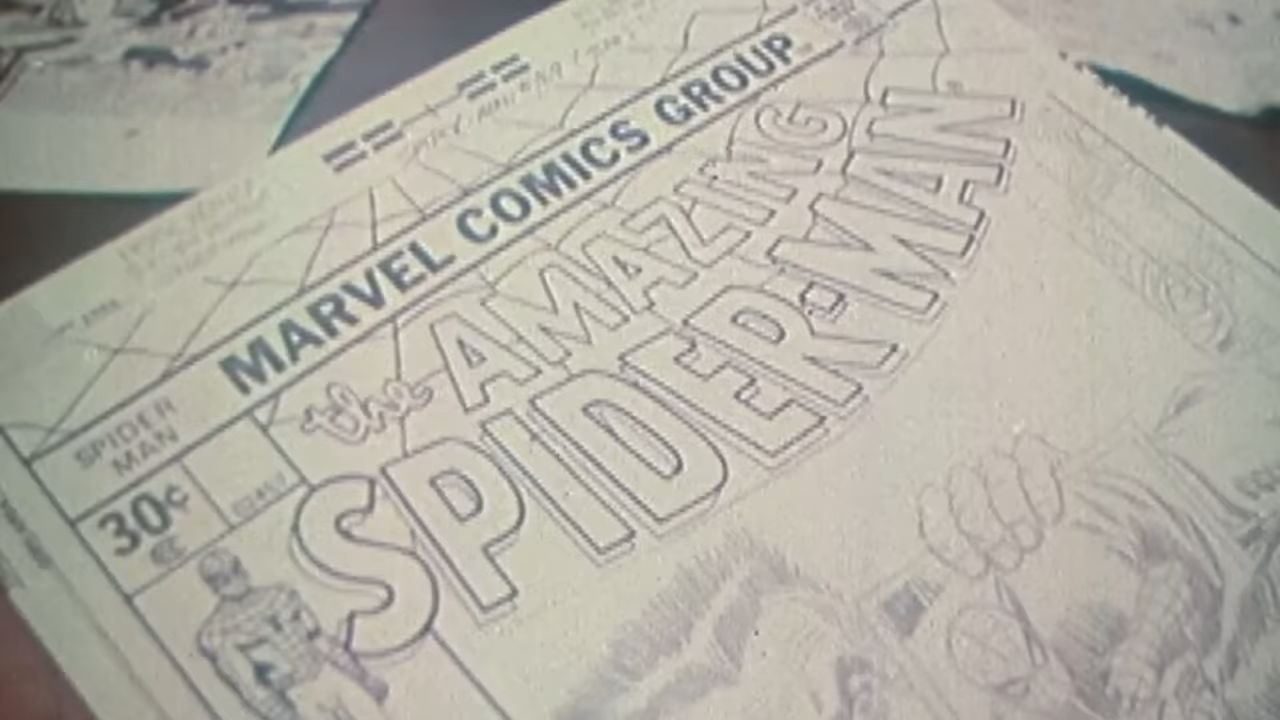 MARVEL COMICS GROUP
the AMAZING
SPIDER-MAN
SPIDER
MAN
30¢